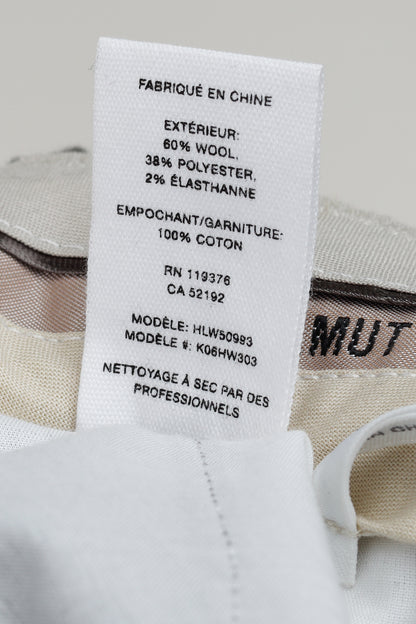 FABRIQUÉ EN CHINE
EXTÉRIEUR:
60% WOOL,
38% POLYESTER,
2% ÉLASTHANNE
EMPOCHANT/GARNITURE:
100% COTON
RN 119376
CA 52192
MODÈLE: HLW50993
MODÈLE #: K06HW303
NETTOYAGE À SEC PAR DES
PROFESSIONNELS
MUT